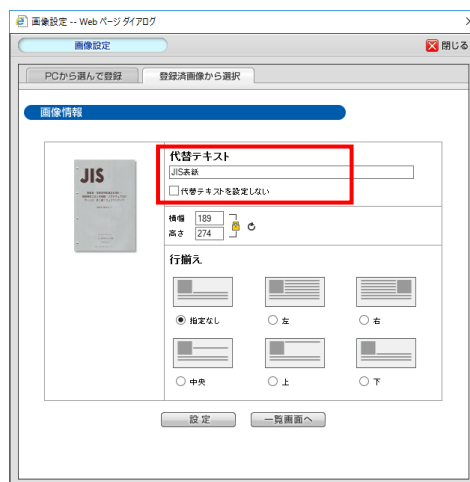 画像設定 -- Web ページ ダイアログ
画像設定
閉じる
PCから選んで登録
登録済画像から選択
画像情報
JIS
代替テキスト
JIS表紙
代替テキストを設定しない
横幅 189
高さ 274
行揃え
指定なし
左
右
中央
上
下
設定
一覧画面へ